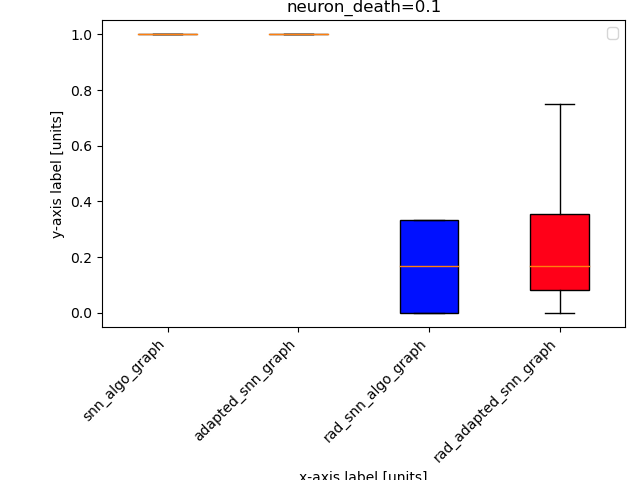 neuron_death=0.1
1.0
0.8
0.6
0.4
0.2
0.0
y-axis label [units]
snn_algo_graph
adapted_snn_graph
rad_snn_algo_graph
rad_adapted_snn_graph
x-axis label [units]